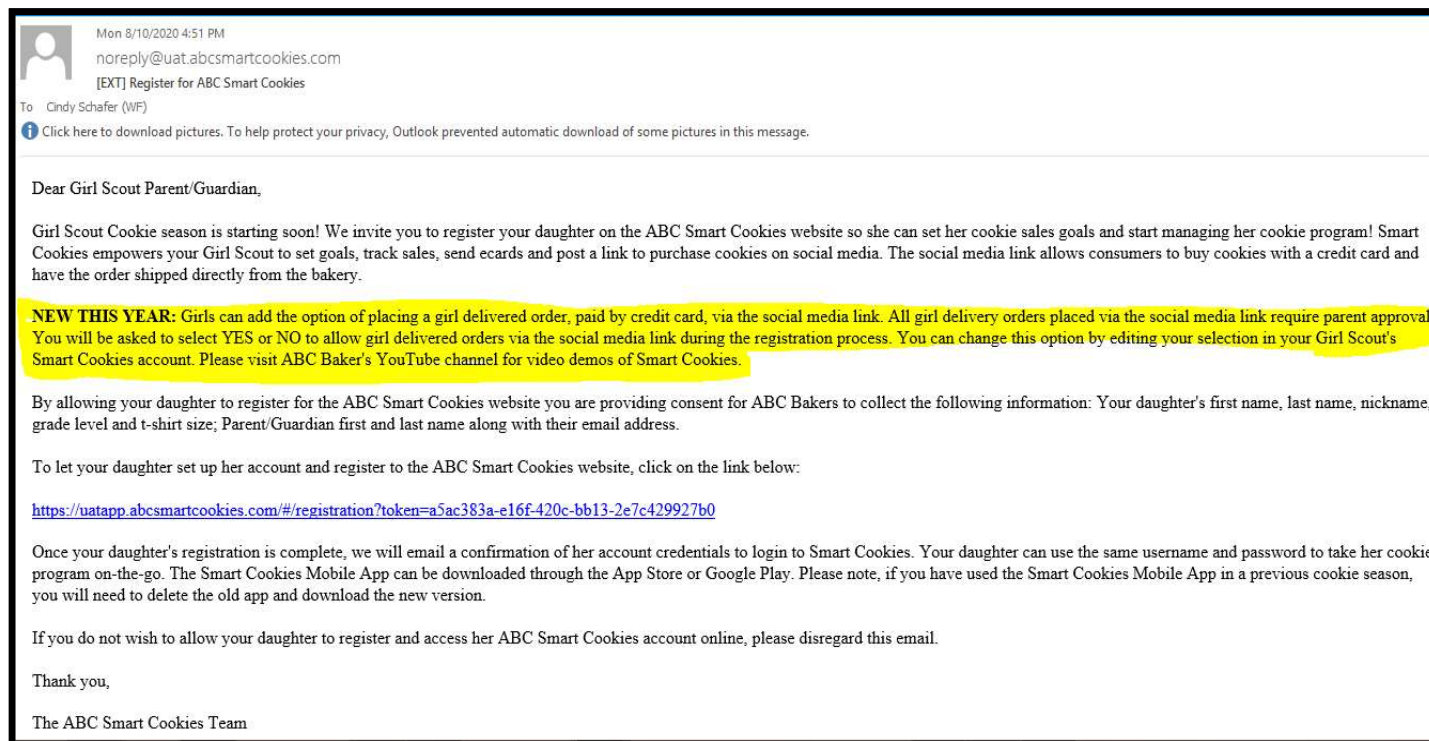 Mon 8/10/2020 4:51 PM
noreply@uat.abcsmartcookies.com
[EXT] Register for ABC Smart Cookies
To Cindy Schafer (WF)
Click here to download pictures. To help protect your privacy, Outlook prevented automatic download of some pictures in this message.
Dear Girl Scout Parent/Guardian,
Girl Scout Cookie season is starting soon! We invite you to register your daughter on the ABC Smart Cookies website so she can set her cookie sales goals and start managing her cookie program! Smart
Cookies empowers your Girl Scout to set goals, track sales, send ecards and post a link to purchase cookies on social media. The social media link allows consumers to buy cookies with a credit card and
have the order shipped directly from the bakery.
NEW THIS YEAR: Girls can add the option of placing a girl delivered order, paid by credit card, via the social media link. All girl delivery orders placed via the social media link require parent approval
You will be asked to select YES or NO to allow girl delivered orders via the social media link during the registration process. You can change this option by editing your selection in your Girl Scout's
Smart Cookies account. Please visit ABC Baker's YouTube channel for video demos of Smart Cookies.
By allowing your daughter to register for the ABC Smart Cookies website you are providing consent for ABC Bakers to collect the following information: Your daughter's first name, last name, nickname,
grade level and t-shirt size; Parent/Guardian first and last name along with their email address.
To let your daughter set up her account and register to the ABC Smart Cookies website, click on the link below:
https://uatapp.abcsmartcookies.com/#/registration?token=a5ac383a-e16f-420c-bb13-2e7c429927b0
Once your daughter's registration is complete, we will email a confirmation of her account credentials to login to Smart Cookies. Your daughter can use the same username and password to take her cookie
program on-the-go. The Smart Cookies Mobile App can be downloaded through the App Store or Google Play. Please note, if you have used the Smart Cookies Mobile App in a previous cookie season,
you will need to delete the old app and download the new version.
If you do not wish to allow your daughter to register and access her ABC Smart Cookies account online, please disregard this email.
Thank you,
The ABC Smart Cookies Team